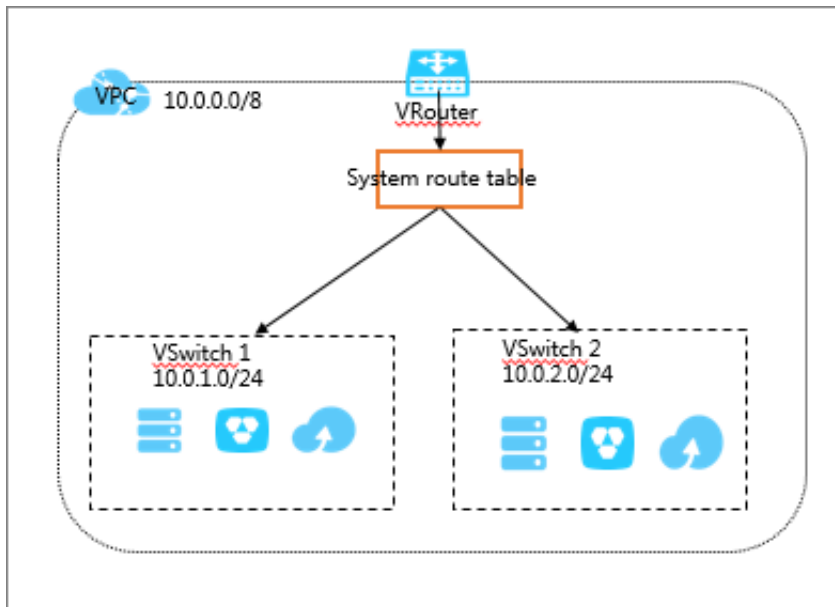 VPC 10.0.0.0/8
VRouter
System route table
VSwitch 1
10.0.1.0/24
VSwitch 2
10.0.2.0/24